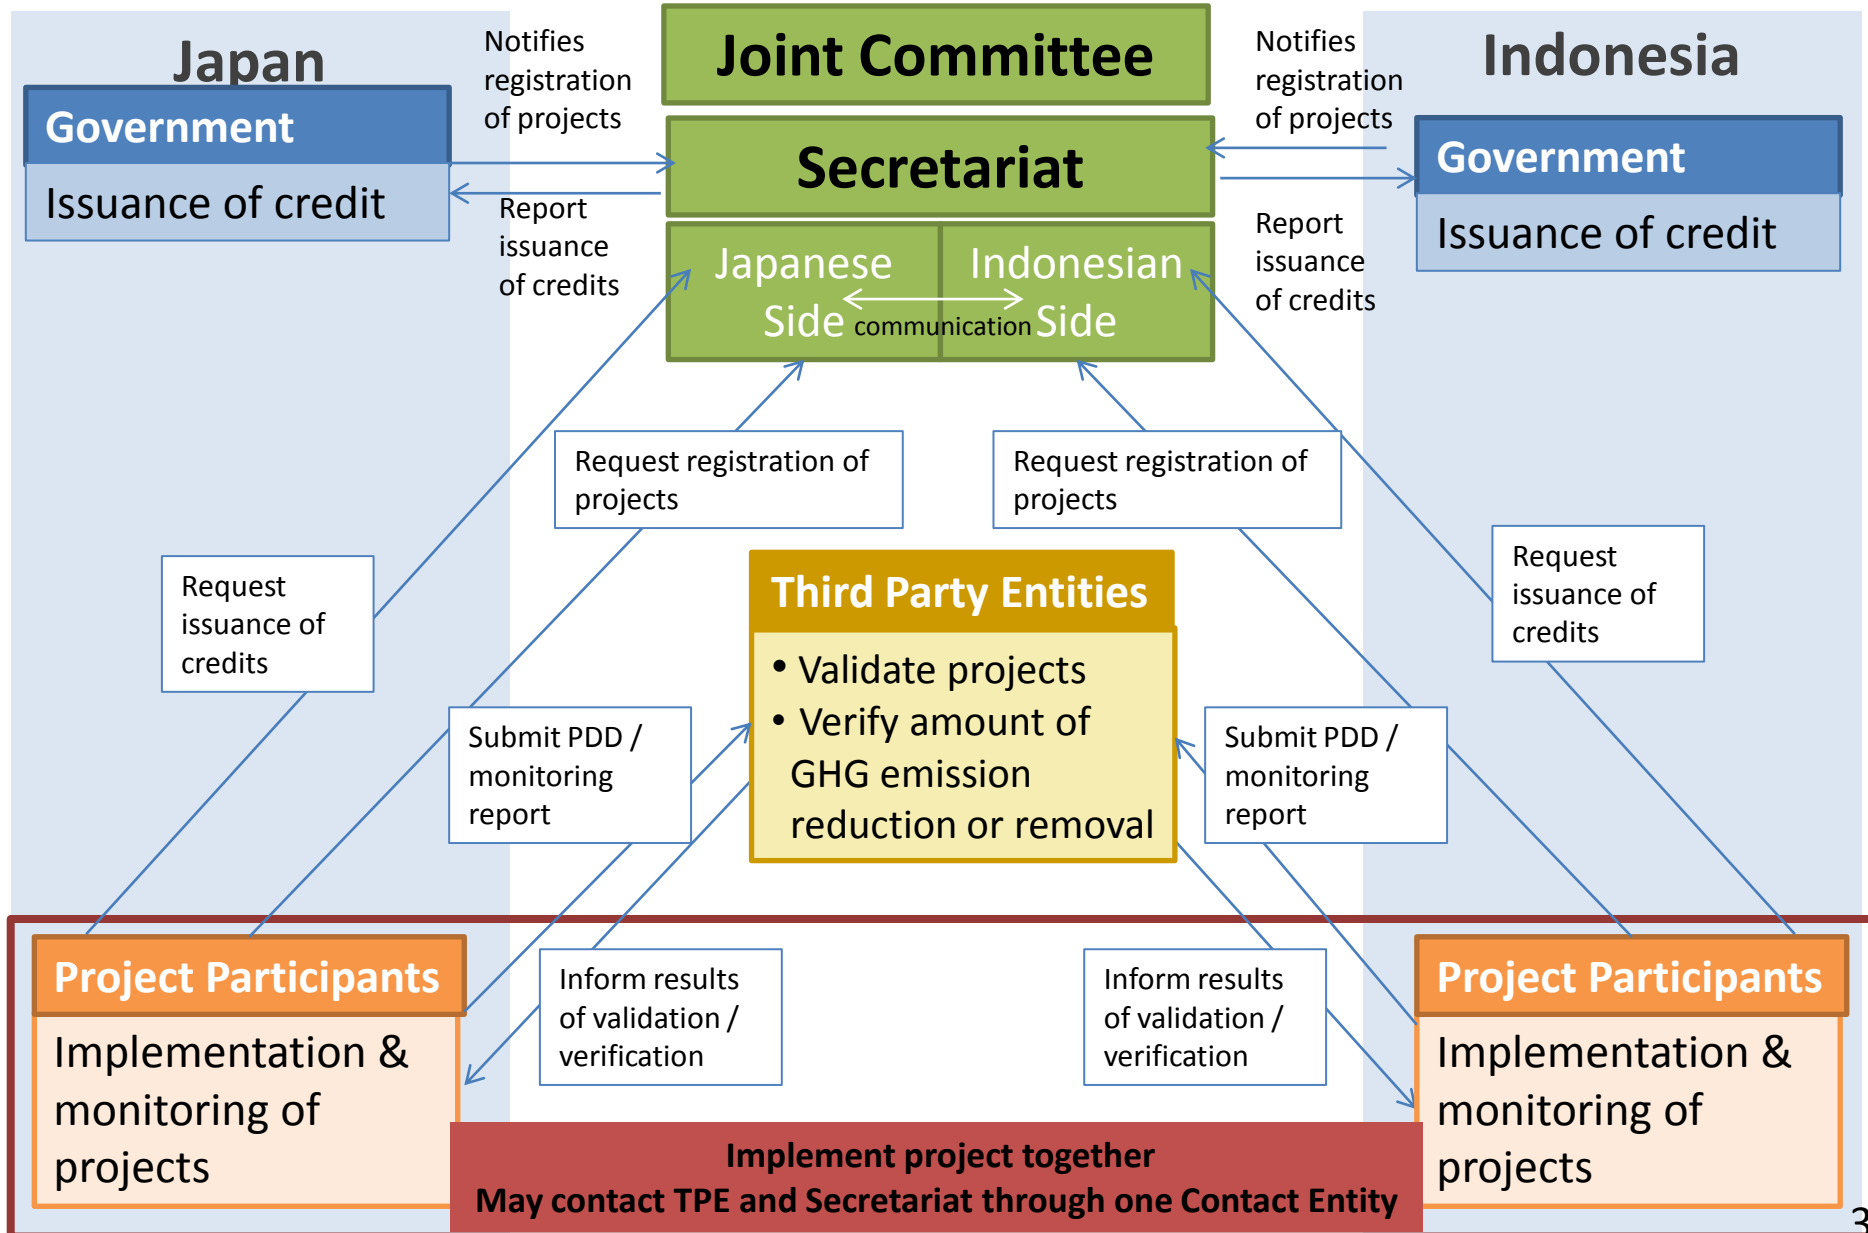 Japan
Notifies
registration
of projects
Joint Committee
Notifies
registration
of projects
Indonesia
Government
Issuance of credit
Secretariat
Government
Issuance of credit
Report
issuance
of credits
Japanese
Side
communication
Indonesian
Side
Report
issuance
of credits
Request registration of
projects
Request registration of
projects
Request
issuance of
credits
Third Party Entities
• Validate projects
• Verify amount of
GHG emission
reduction or removal
Request
issuance of
credits
Submit PDD /
monitoring
report
Submit PDD /
monitoring
report
Project Participants
Implementation &
monitoring of
projects
Inform results
of validation /
verification
Inform results
of validation /
verification
Project Participants
Implementation &
monitoring of
projects
Implement project together
May contact TPE and Secretariat through one Contact Entity
3